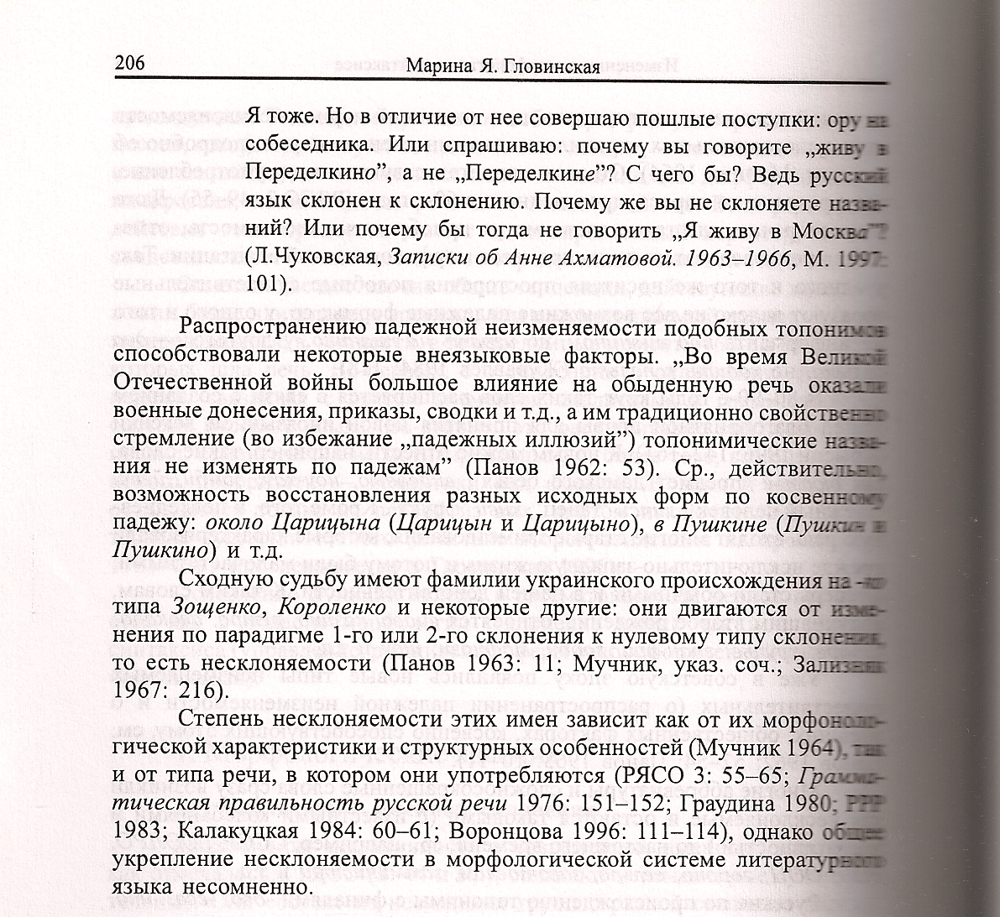 206
Марина Я. Гловинская
Я тоже. Но в отличие от нее совершаю пошлые поступки: ору на
собеседника. Или спрашиваю: почему вы говорите „живу в
Переделкино”, а не „Переделкине”? С чего бы? Ведь русский
язык склонен к склонению. Почему же вы не склоняете назва-
ний? Или почему бы тогда не говорить „Я живу в Москва”?
(Л.Чуковская, Записки об Анне Ахматовой. 1963–1966, М. 1997:
101).
Распространению падежной неизменяемости подобных топонимов
способствовали некоторые внеязыковые факторы. „Во время Великой
Отечественной войны большое влияние на обыденную речь оказали
военные донесения, приказы, сводки и т.д., а им традиционно свойственно
стремление (во избежание „падежных иллюзий”) топонимические назва-
ния не изменять по падежам” (Панов 1962: 53). Ср., действительно,
возможность восстановления разных исходных форм по косвенному
падежу: около Царицына (Царицын и Царицыно), в Пушкине (Пушкин и
Пушкино) и т.д.
Сходную судьбу имеют фамилии украинского происхождения на -ко
типа Зощенко, Короленко и некоторые другие: они двигаются от изме-
нения по парадигме 1-го или 2-го склонения к нулевому типу склонения,
то есть несклоняемости (Панов 1963: 11; Мучник, указ. соч.; Зализняк
1967: 216).
Степень несклоняемости этих имен зависит как от их морфоноло-
гической характеристики и структурных особенностей (Мучник 1964), так
и от типа речи, в котором они употребляются (РЯСО 3: 55–65; Грамма-
тическая правильность русской речи 1976: 151–152; Граудина 1980; РРР
1983; Калакуцкая 1984: 60–61; Воронцова 1996: 111–114), однако общее
укрепление несклоняемости в морфологической системе литературного
языка несомненно.